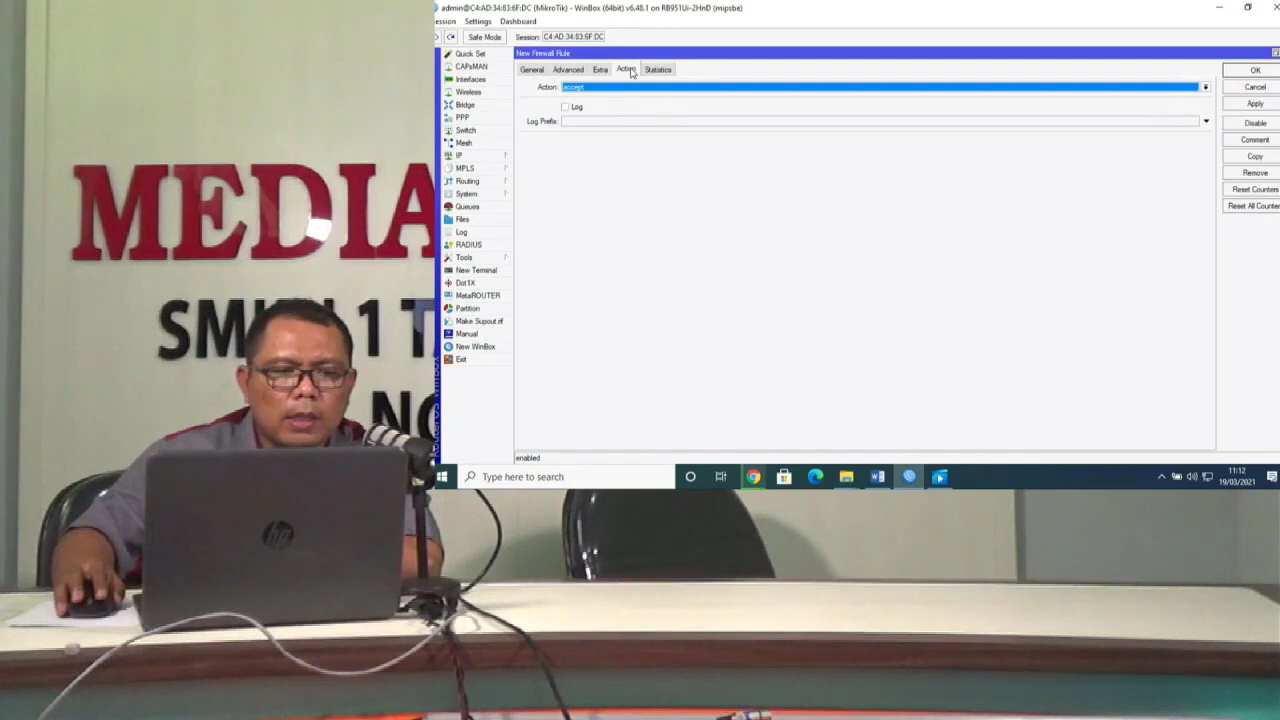 admin@C4:AD:34:83:6F:DC (MikroTik) - WinBox (64bit) v6.48.1 on RB951Ui-2HnD (mipsbe)
ession Settings Dashboard
Safe Mode Session: C4:AD:34:83:6F:DC
Quick Set
CAPsMAN
Interfaces
Wireless
Bridge
PPP
Switch
Mesh
IP
MPLS
Routing
System
Queues
Files
Log
RADIUS
Tools
New Terminal
Dot1X
MetaROUTER
Partition
Make Supout.rif
Manual
New WinBox
Exit
New Firewall Rule
General Advanced Extra Action Statistics
Action: accept
Log
Log Prefix:
OK
Cancel
Apply
Disable
Comment
Copy
Remove
Reset Counters
Reset All Counter
enabled
Type here to search
11:12
19/03/2021
MEDIA
SMKN 1 T
NO
hp